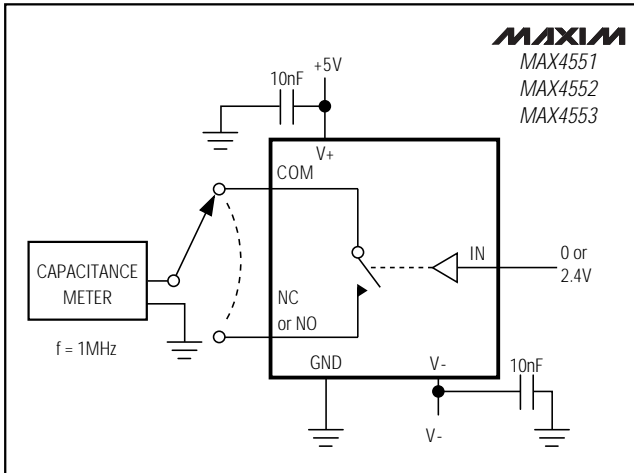 MAXIM
MAX4551
MAX4552
MAX4553
+5V
10nF
V+
COM
CAPACITANCE
METER
f = 1MHz
NC
or NO
IN
0 or
2.4V
GND
V-
10nF
V-